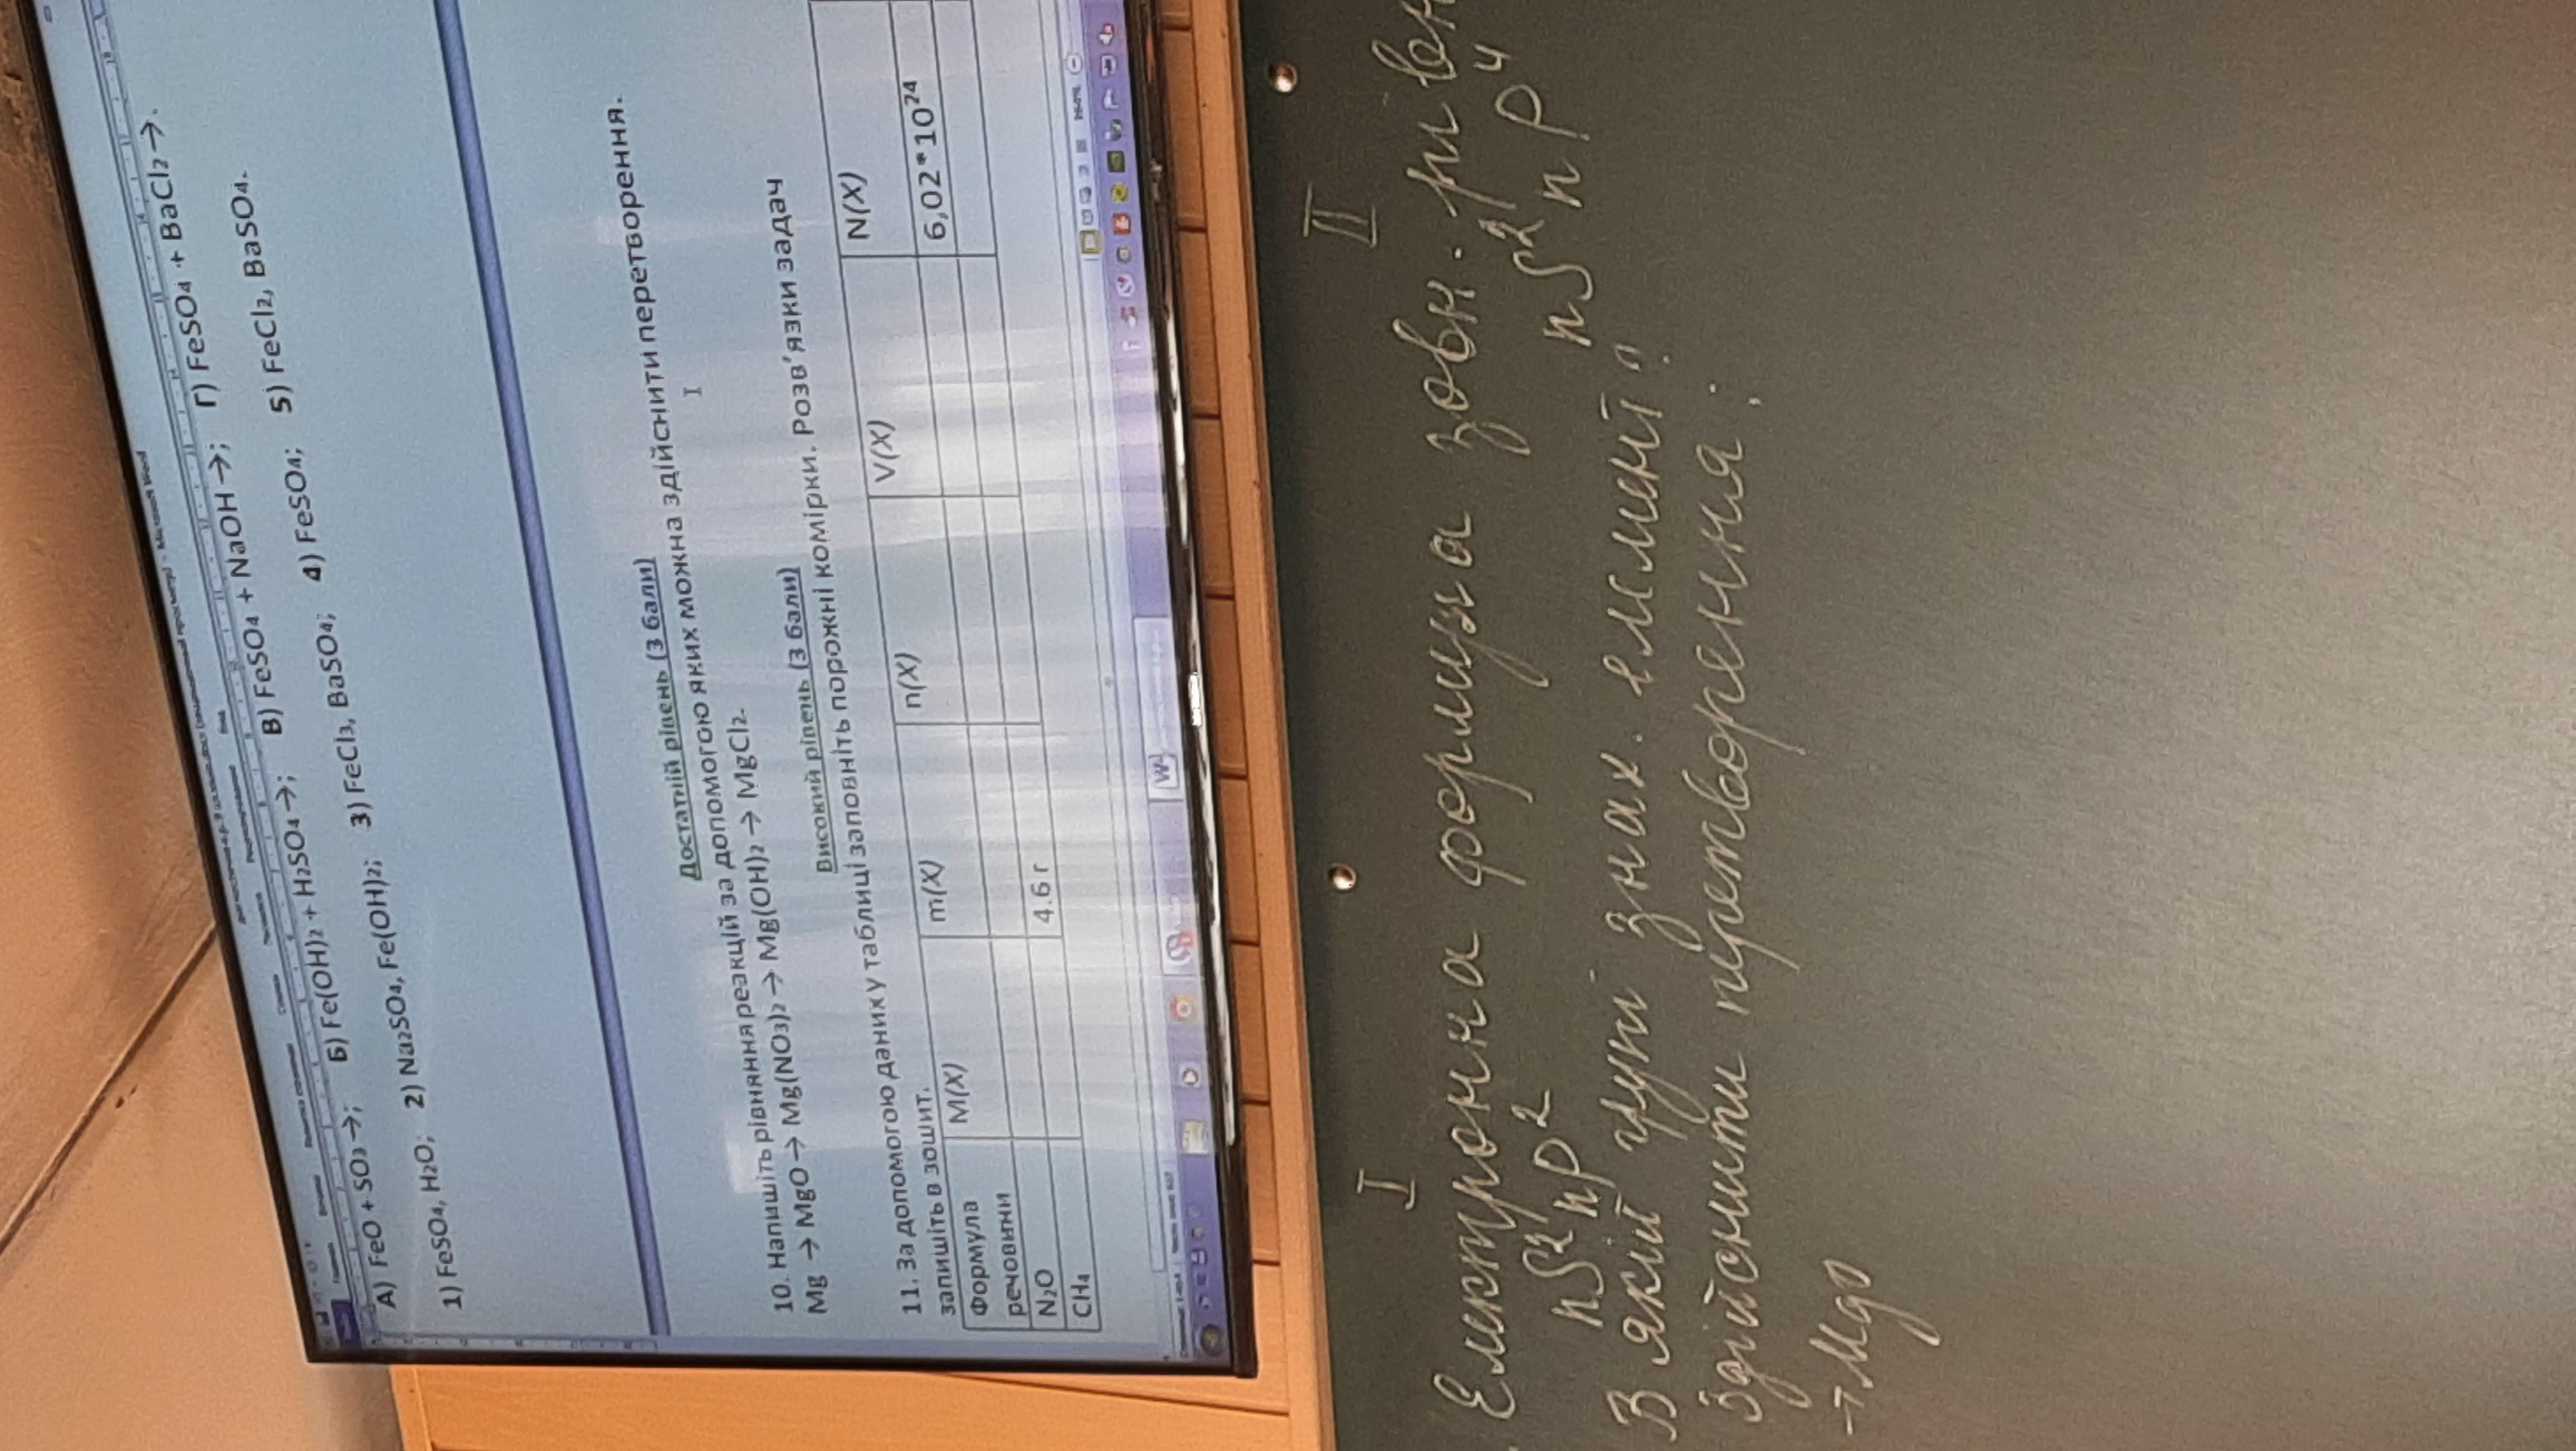 А) FeO + SO₃ →; Б) Fe(OH)₂ + H₂SO₄ →; В) FeSO₄ + NaOH →; Г) FeSO₄ + BaCl₂ →.
1) FeSO₄, H₂O; 2) Na₂SO₄, Fe(OH)₂; 3) FeCl₃, BaSO₄; 4) FeSO₄; 5) FeCl₂, BaSO₄.
Достатній рівень (3 бали)
10. Напишіть рівняння реакцій за допомогою яких можна здійснити перетворення.
Mg → MgO → Mg(NO₃)₂ → Mg(OH)₂ → MgCl₂.
Високий рівень (3 бали)
11. За допомогою даних у таблиці заповніть порожні комірки. Розв’язки задач
запишіть в зошит.
Формула речовини M(X) m(X) n(X) V(X) N(X)
N₂O 6,02*10²⁴
CH₄ 4.6 г
I II
Електронна формула зовн. рівн
nS²np² nS²np⁴
В якій групі знах. елемент?
Здійснити перетворення:
→ MgO